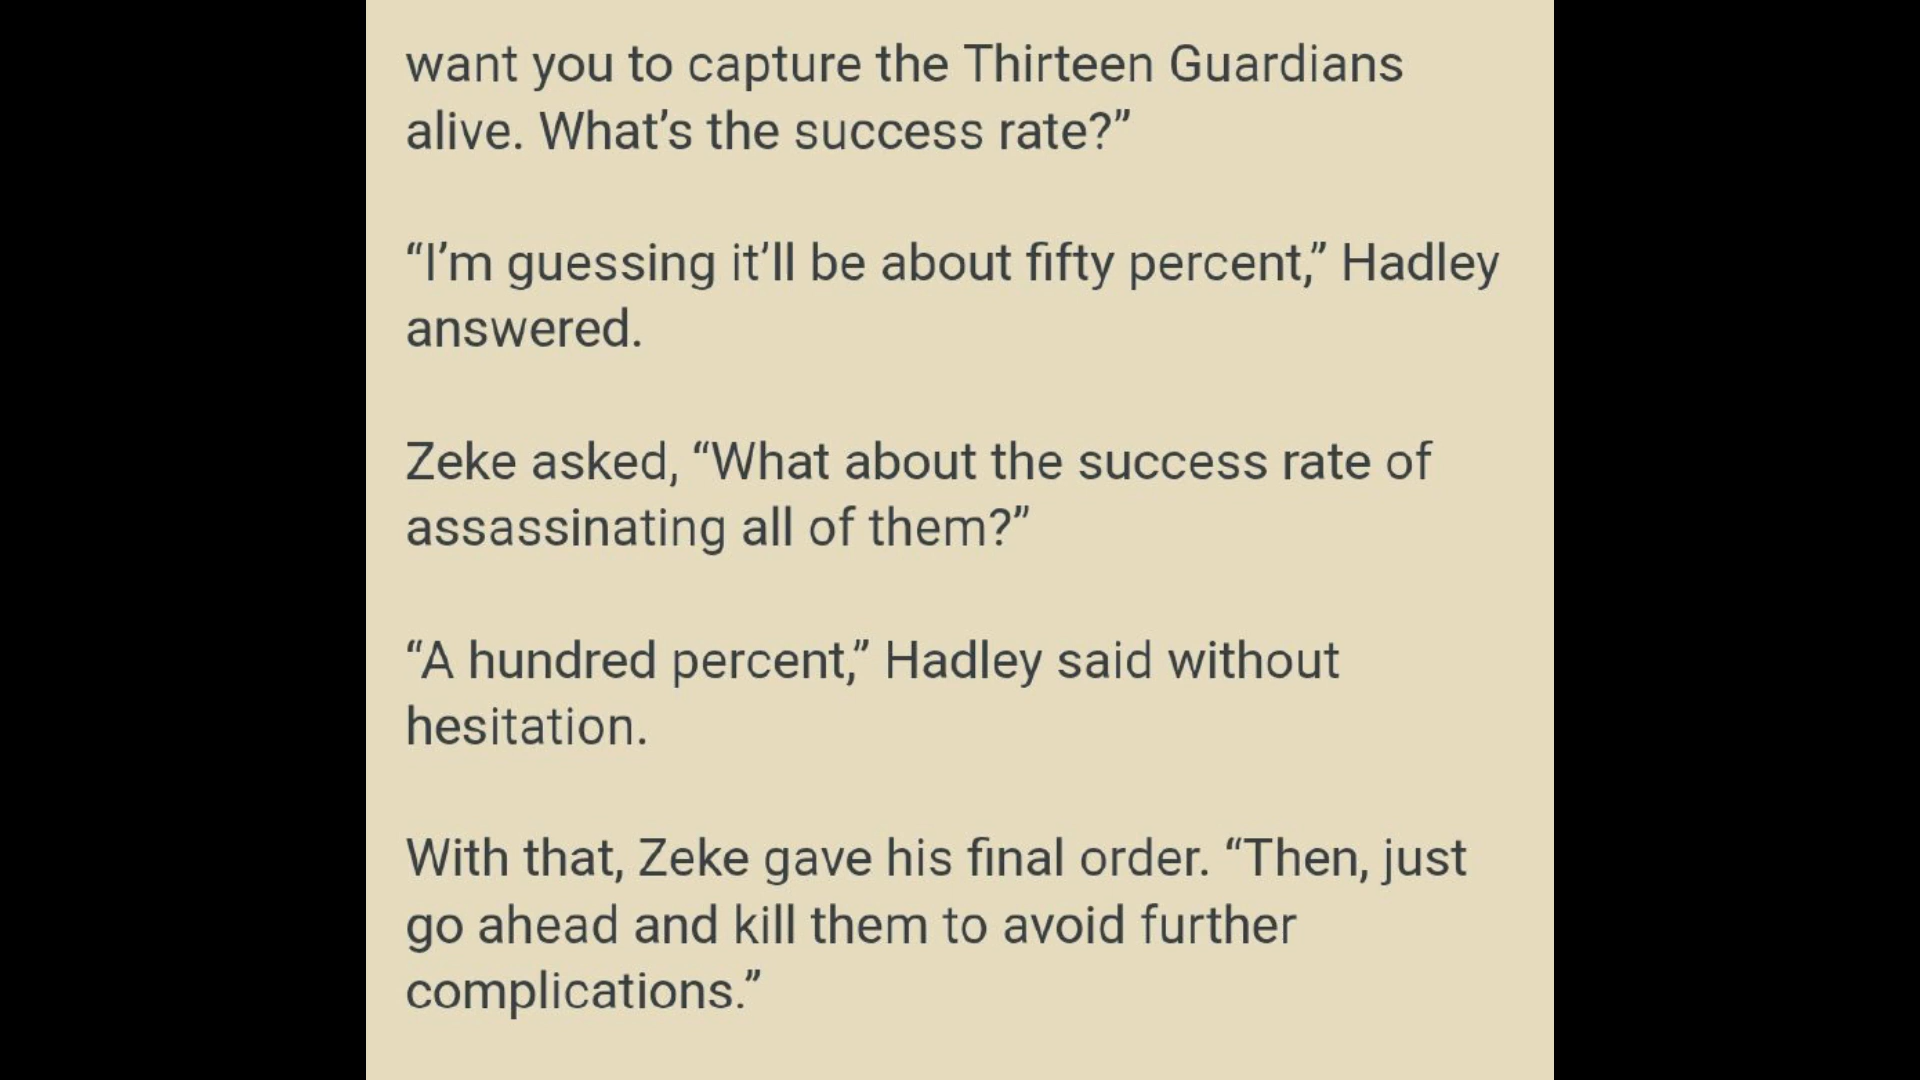 want you to capture the Thirteen Guardians
alive. What’s the success rate?”
“I’m guessing it’ll be about fifty percent,” Hadley
answered.
Zeke asked, “What about the success rate of
assassinating all of them?”
“A hundred percent,” Hadley said without
hesitation.
With that, Zeke gave his final order. “Then, just
go ahead and kill them to avoid further
complications.”